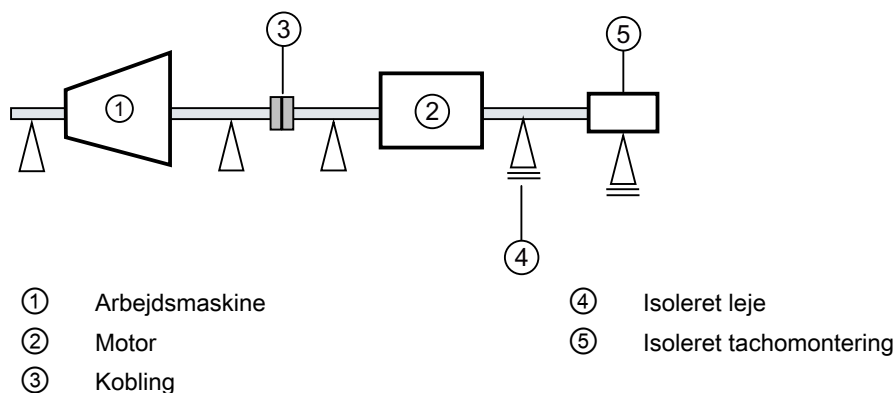 ③
⑤
①
②
④
① Arbejdsmaskine
② Motor
③ Kobling
④ Isoleret leje
⑤ Isoleret tachomontering